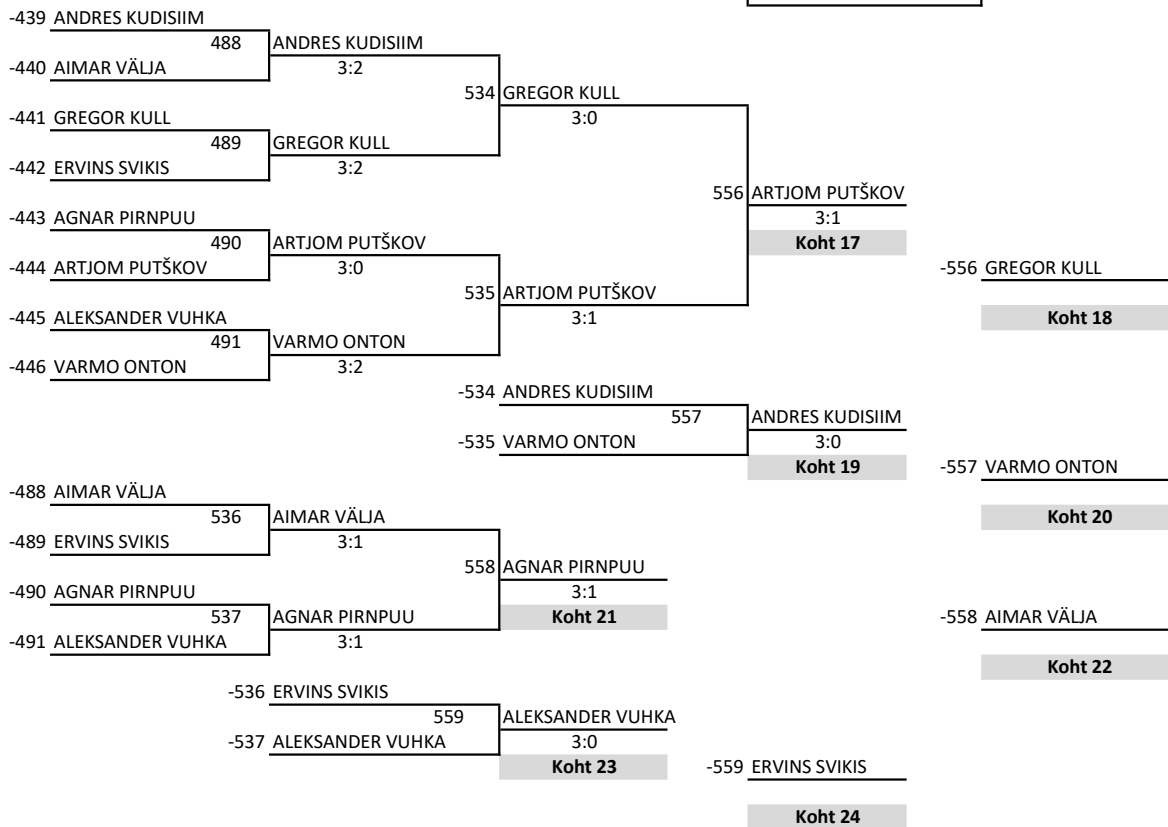 -439 ANDRES KUDISIIM
488 ANDRES KUDISIIM
-440 AIMAR VÄLJA 3:2
534 GREGOR KULL
-441 GREGOR KULL 3:0
489 GREGOR KULL
-442 ERVINS SVIKIS 3:2
556 ARTJOM PUTŠKOV
-443 AGNAR PIRNPUU 3:1
490 ARTJOM PUTŠKOV Koht 17
-444 ARTJOM PUTŠKOV 3:0 -556 GREGOR KULL
535 ARTJOM PUTŠKOV
-445 ALEKSANDER VUHKA 3:1 Koht 18
491 VARMO ONTON
-446 VARMO ONTON 3:2
-534 ANDRES KUDISIIM
557 ANDRES KUDISIIM
-535 VARMO ONTON 3:0
Koht 19 -557 VARMO ONTON
-488 AIMAR VÄLJA
536 AIMAR VÄLJA Koht 20
-489 ERVINS SVIKIS 3:1
558 AGNAR PIRNPUU
-490 AGNAR PIRNPUU 3:1
537 AGNAR PIRNPUU Koht 21 -558 AIMAR VÄLJA
-491 ALEKSANDER VUHKA 3:1
Koht 22
-536 ERVINS SVIKIS
559 ALEKSANDER VUHKA
-537 ALEKSANDER VUHKA 3:0
Koht 23 -559 ERVINS SVIKIS
Koht 24